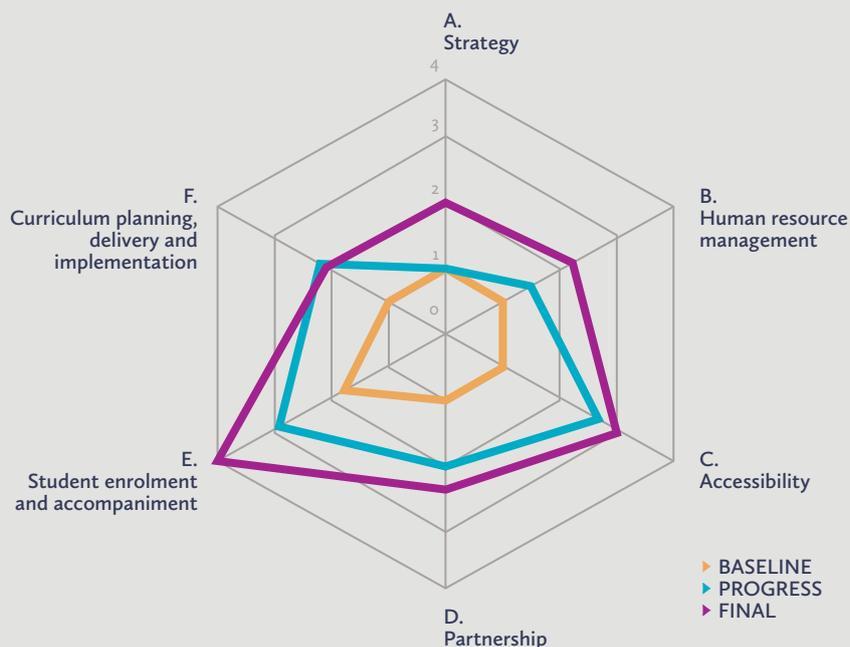 A.
Strategy
4
3
2
1
0
B.
Human resource
management
C.
Accessibility
D.
Partnership
E.
Student enrolment
and accompaniment
F.
Curriculum planning,
delivery and
implementation
BASELINE
PROGRESS
FINAL